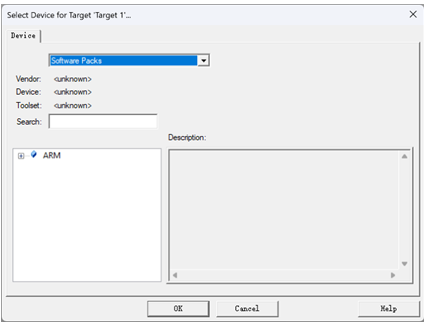 Select Device for Target 'Target 1'...
Device
Software Packs
Vendor: <unknown>
Device: <unknown>
Toolset: <unknown>
Search:
Description:
ARM
OK Cancel Help